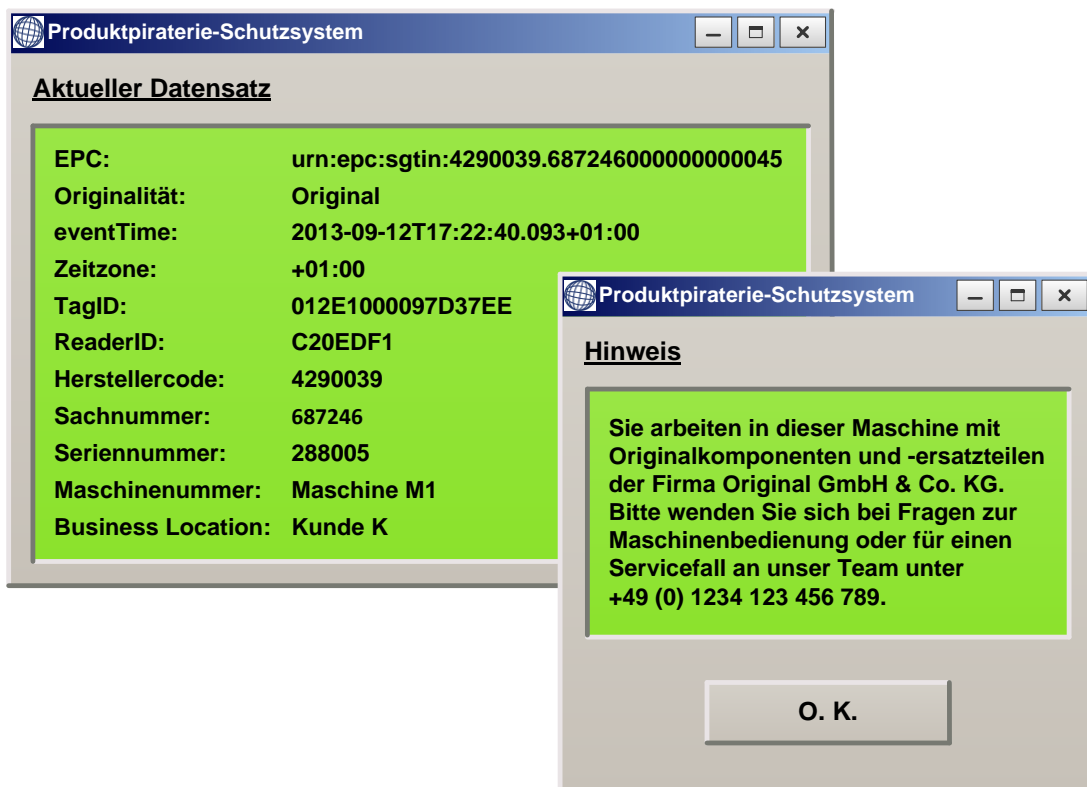 Produktpiraterie-Schutzsystem
Aktueller Datensatz
EPC: urn:epc:sgtin:4290039.687246000000000045
Originalität: Original
eventTime: 2013-09-12T17:22:40.093+01:00
Zeitzone: +01:00
TagID: 012E1000097D37EE
ReaderID: C20EDF1
Herstellercode: 4290039
Sachnummer: 687246
Seriennummer: 288005
Maschinenummer: Maschine M1
Business Location: Kunde K
Produktpiraterie-Schutzsystem
Hinweis
Sie arbeiten in dieser Maschine mit
Originalkomponenten und -ersatzteilen
der Firma Original GmbH & Co. KG.
Bitte wenden Sie sich bei Fragen zur
Maschinenbedienung oder für einen
Servicefall an unser Team unter
+49 (0) 1234 123 456 789.
O. K.